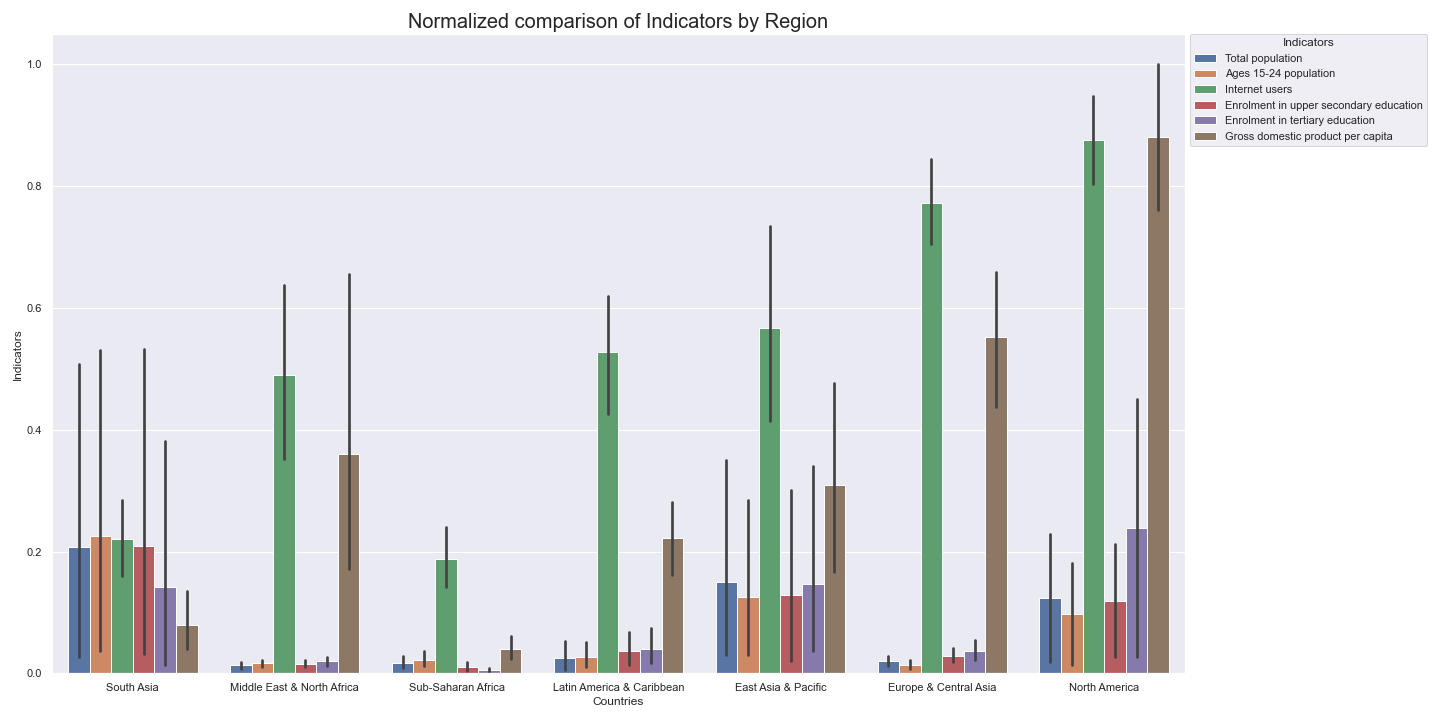 Normalized comparison of Indicators by Region
Indicators
Total population
Ages 15-24 population
Internet users
Enrolment in upper secondary education
Enrolment in tertiary education
Gross domestic product per capita
1.0
0.8
0.6
0.4
0.2
0.0
Indicators
South Asia
Middle East & North Africa
Sub-Saharan Africa
Latin America & Caribbean
East Asia & Pacific
Europe & Central Asia
North America
Countries